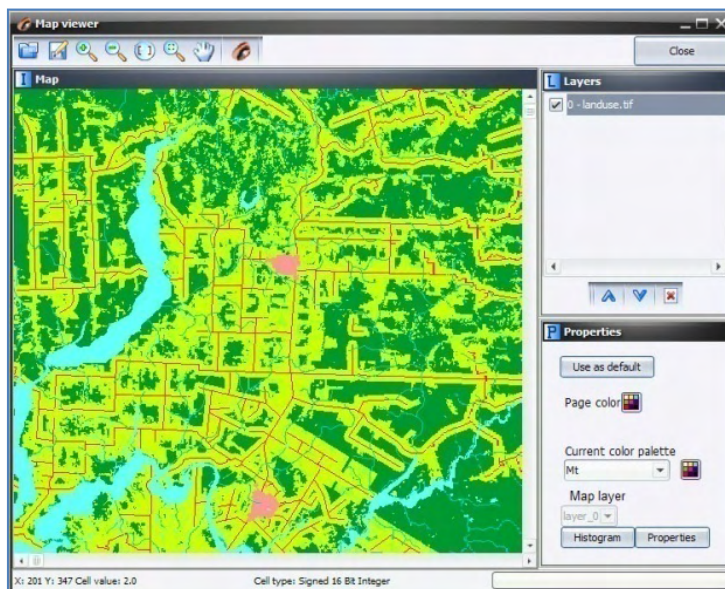 Map viewer
Close
I Map
L Layers
0 - landuse.tif
P Properties
Use as default
Page color
Current color palette
Mt
Map layer
layer_0
Histogram Properties
X: 201 Y: 347 Cell value: 2.0 Cell type: Signed 16 Bit Integer